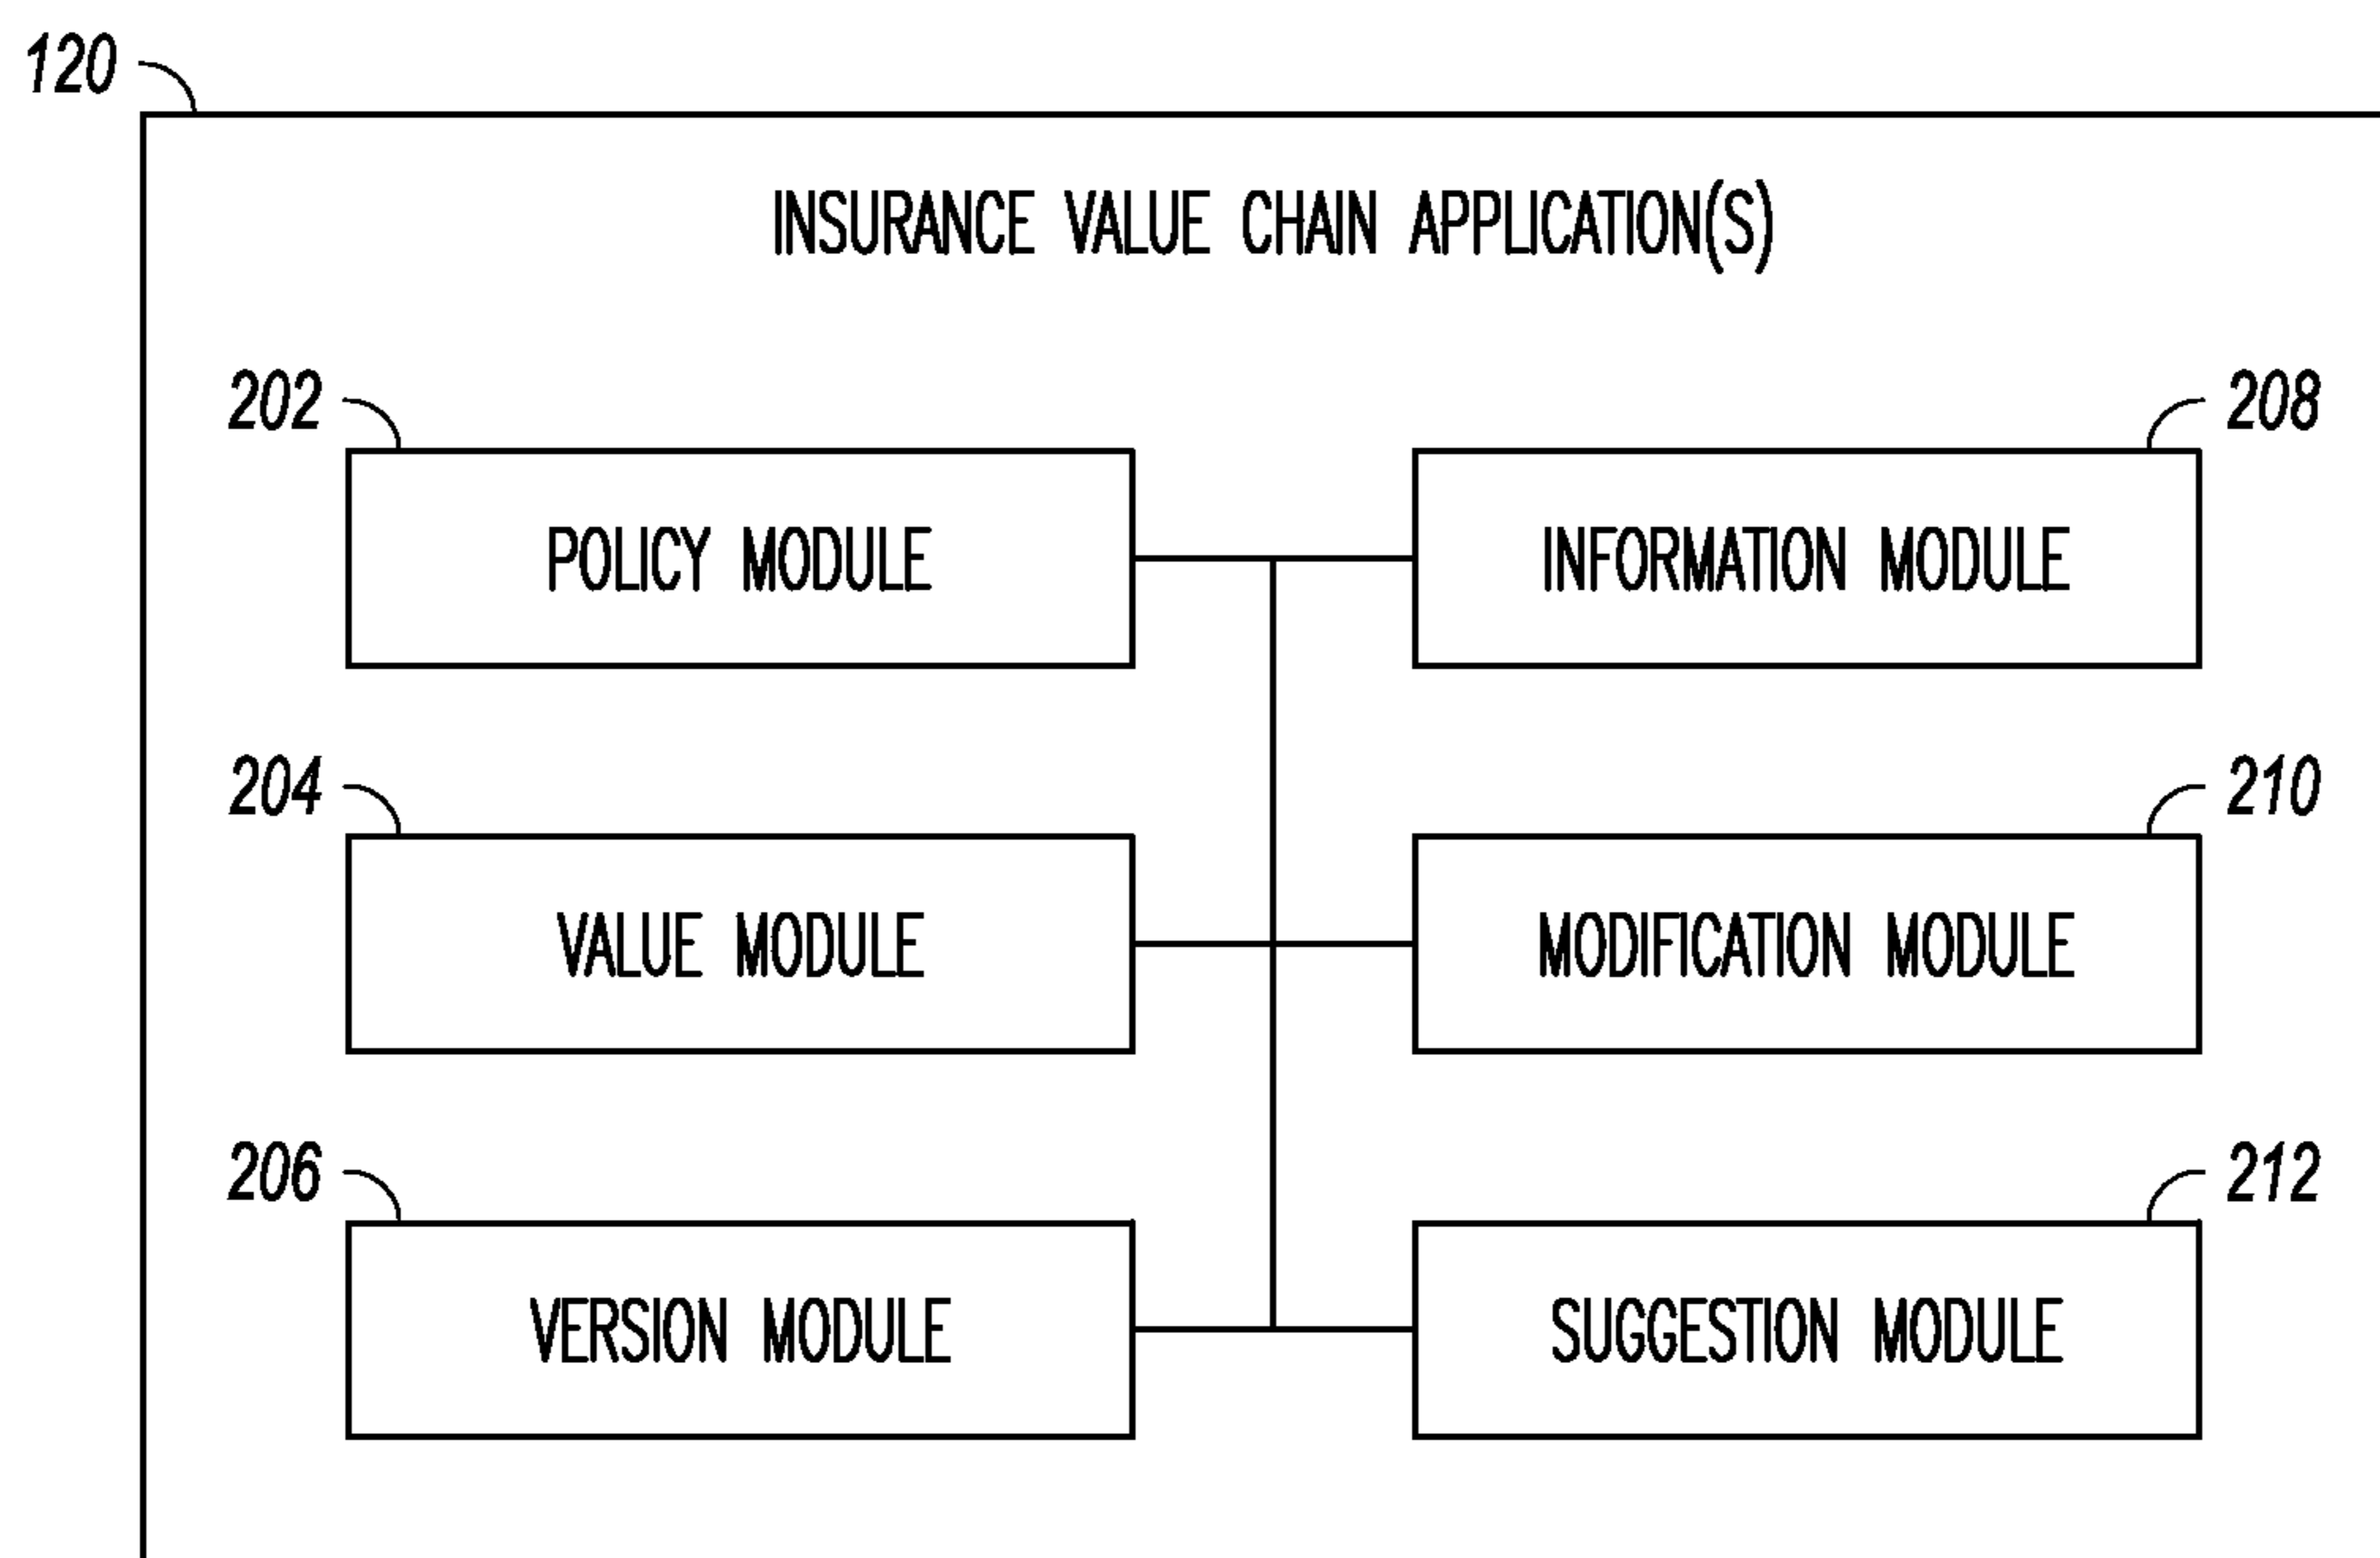 120
INSURANCE VALUE CHAIN APPLICATION(S)
202
208
POLICY MODULE
INFORMATION MODULE
204
210
VALUE MODULE
MODIFICATION MODULE
206
212
VERSION MODULE
SUGGESTION MODULE